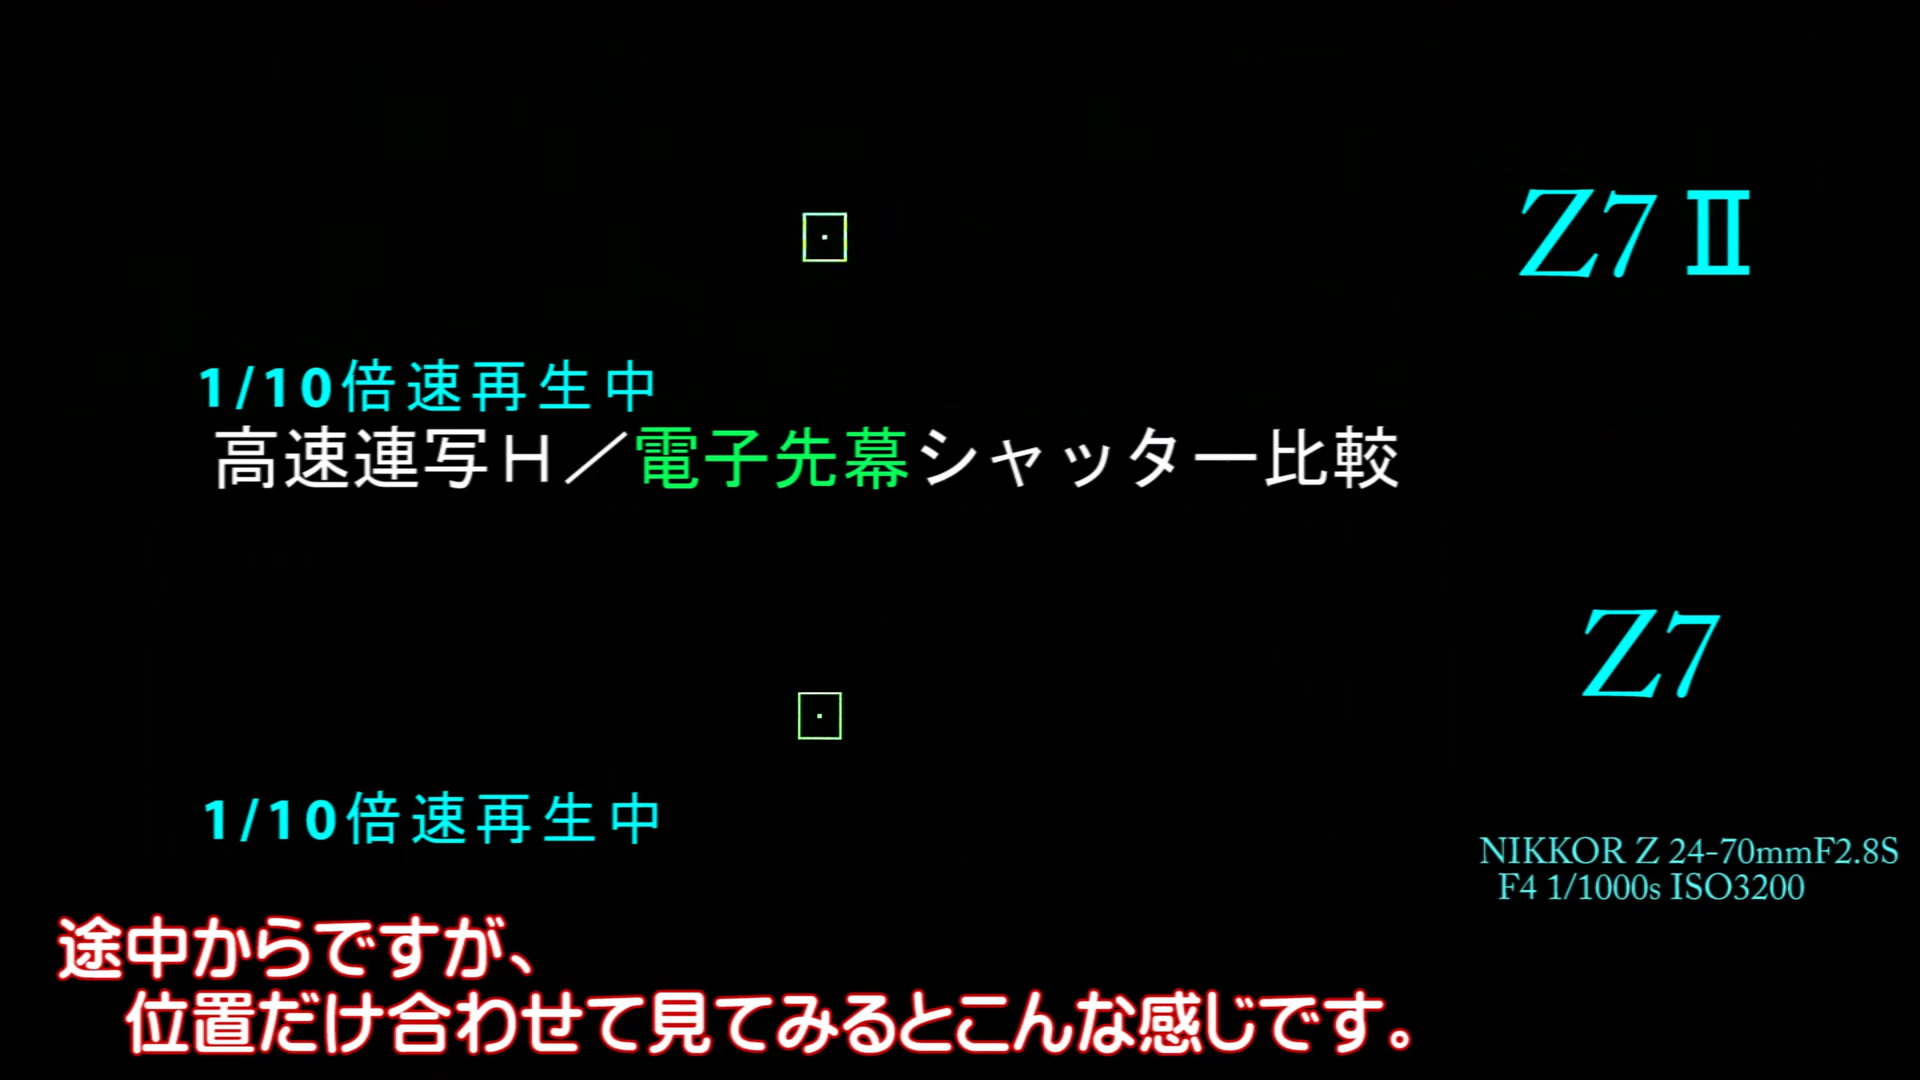 Z7 Ⅱ
1/10倍速再生中
高速連写Ｈ／電子先幕シャッター比較
Z7
1/10倍速再生中
NIKKOR Z 24-70mmF2.8S
F4 1/1000s ISO3200
途中からですが、
位置だけ合わせて見てみるとこんな感じです。